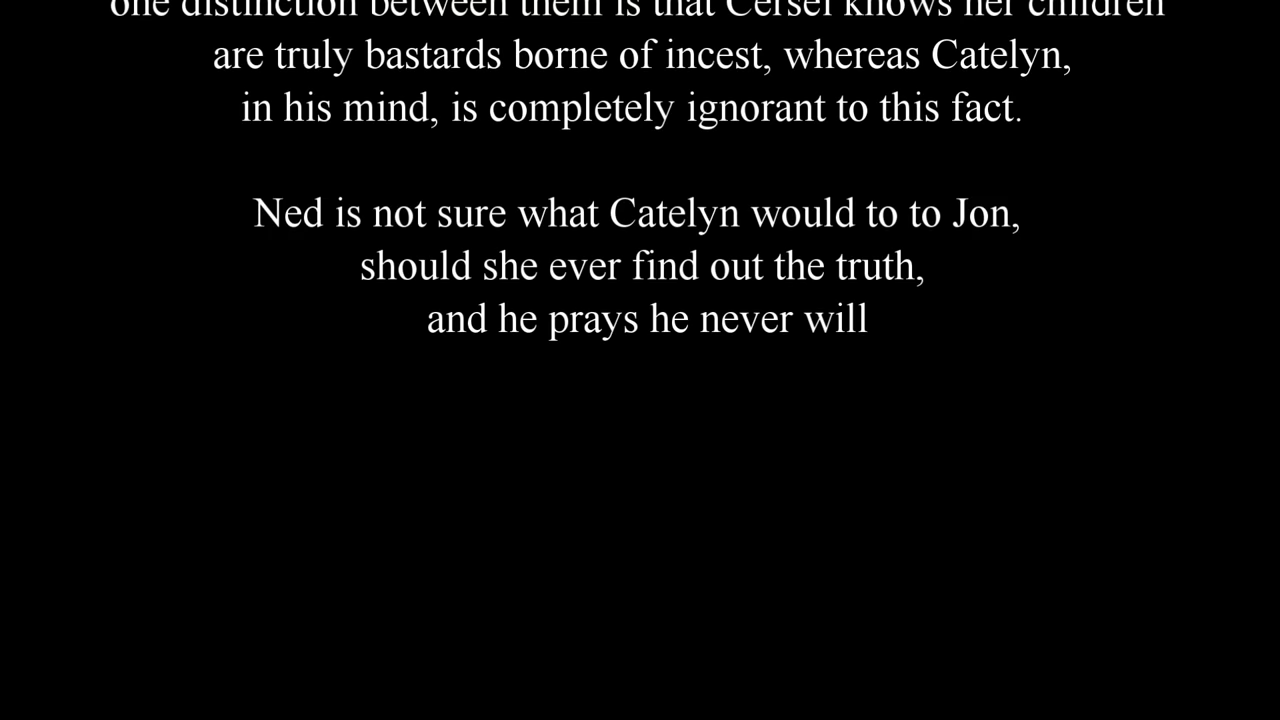 one distinction between them is that Cersei knows her children
are truly bastards borne of incest, whereas Catelyn,
in his mind, is completely ignorant to this fact.
Ned is not sure what Catelyn would to to Jon,
should she ever find out the truth,
and he prays he never will